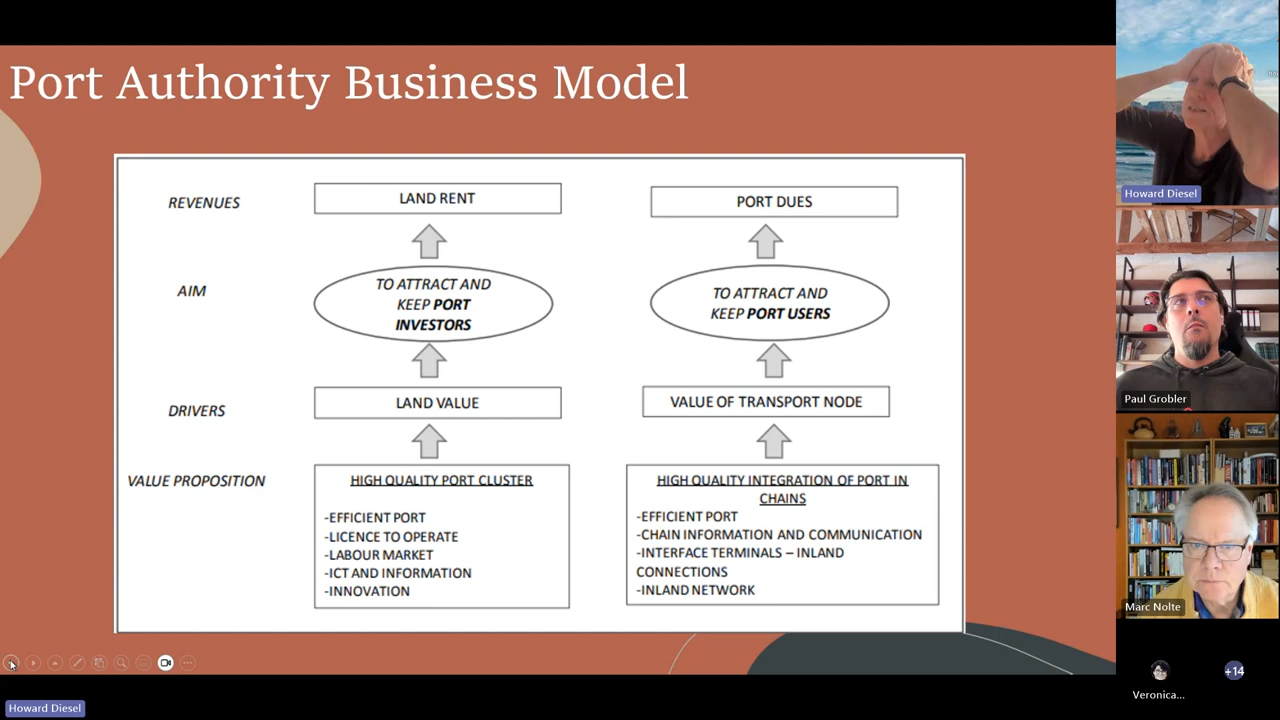 Port Authority Business Model
REVENUES
LAND RENT
PORT DUES
AIM
TO ATTRACT AND
KEEP PORT
INVESTORS
TO ATTRACT AND
KEEP PORT USERS
DRIVERS
LAND VALUE
VALUE OF TRANSPORT NODE
VALUE PROPOSITION
HIGH QUALITY PORT CLUSTER
-EFFICIENT PORT
-LICENCE TO OPERATE
-LABOUR MARKET
-ICT AND INFORMATION
-INNOVATION
HIGH QUALITY INTEGRATION OF PORT IN
CHAINS
-EFFICIENT PORT
-CHAIN INFORMATION AND COMMUNICATION
-INTERFACE TERMINALS – INLAND
CONNECTIONS
-INLAND NETWORK
Howard Diesel
Paul Grobler
Marc Nolte
Veronica...
+14
Howard Diesel